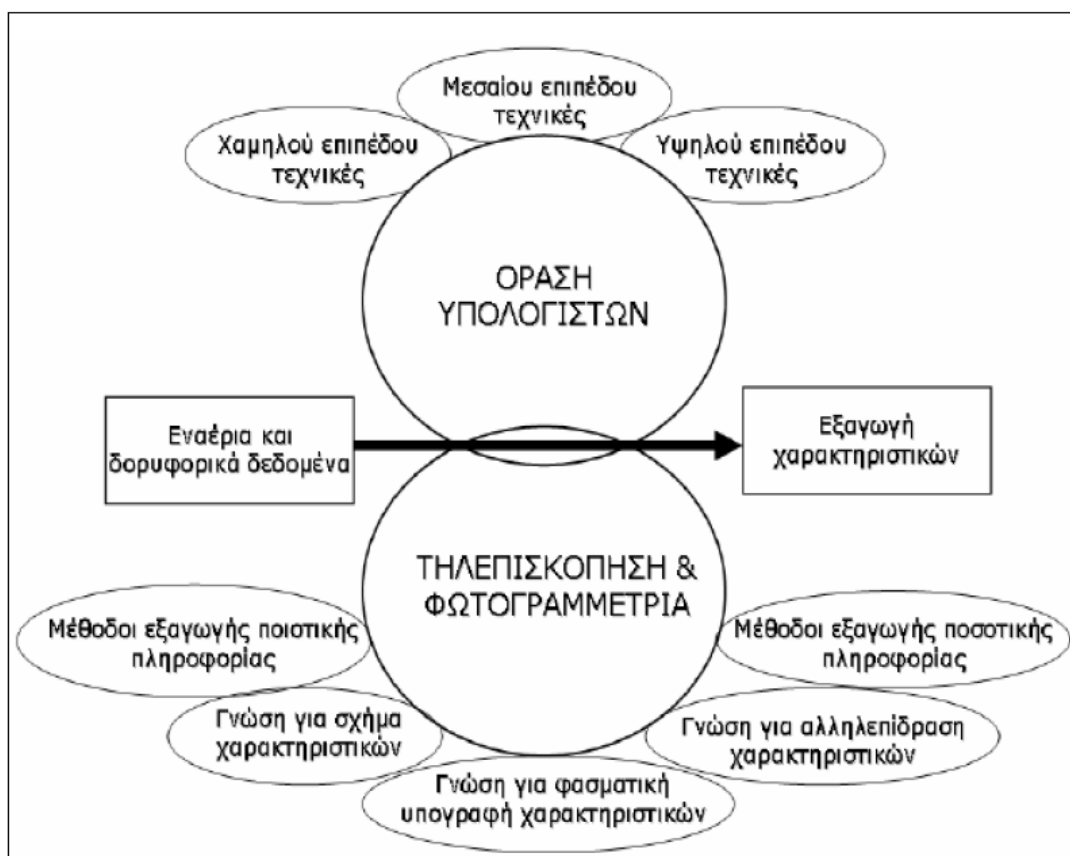 Μεσαίου επιπέδου
τεχνικές
Χαμηλού επιπέδου
τεχνικές
Υψηλού επιπέδου
τεχνικές
ΟΡΑΣΗ
ΥΠΟΛΟΓΙΣΤΩΝ
Εναέρια και
δορυφορικά δεδομένα
Εξαγωγή
χαρακτηριστικών
ΤΗΛΕΠΙΣΚΟΠΗΣΗ &
ΦΩΤΟΓΡΑΜΜΕΤΡΙΑ
Μέθοδοι εξαγωγής ποιοτικής
πληροφορίας
Μέθοδοι εξαγωγής ποσοτικής
πληροφορίας
Γνώση για σχήμα
χαρακτηριστικών
Γνώση για αλληλεπίδραση
χαρακτηριστικών
Γνώση για φασματική
υπογραφή χαρακτηριστικών